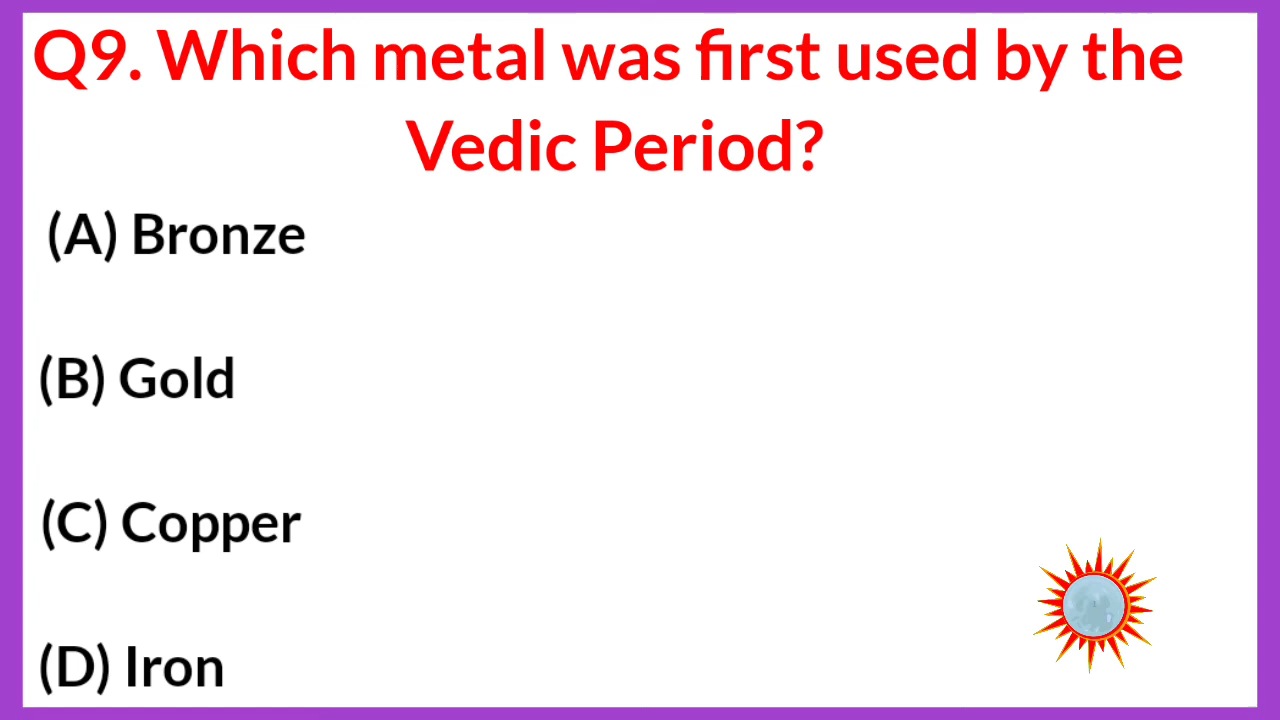 Q9. Which metal was first used by the
Vedic Period?
(A) Bronze
(B) Gold
(C) Copper
(D) Iron